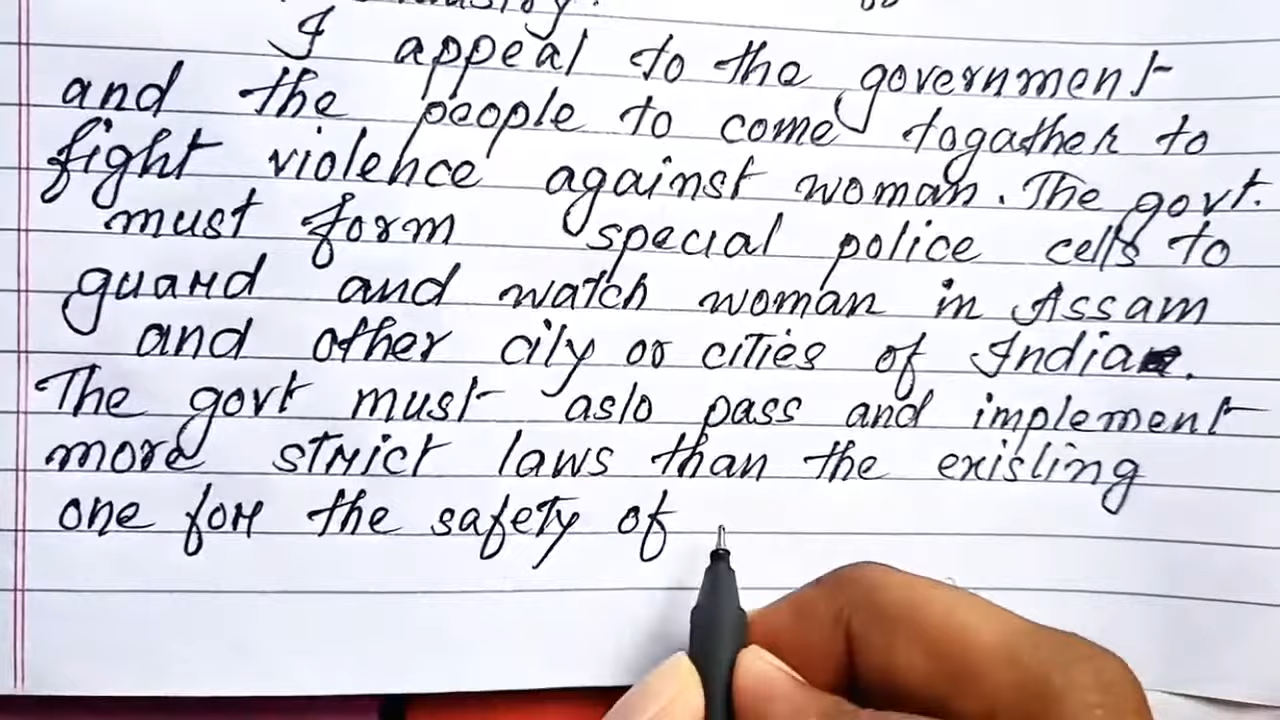 I appeal to the government
and the people to come togather to
fight violence against woman. The govt.
must form special police cells to
guard and watch woman in Assam
and other city or cities of India.
The govt must aslo pass and implement
more strict laws than the existing
one for the safety of